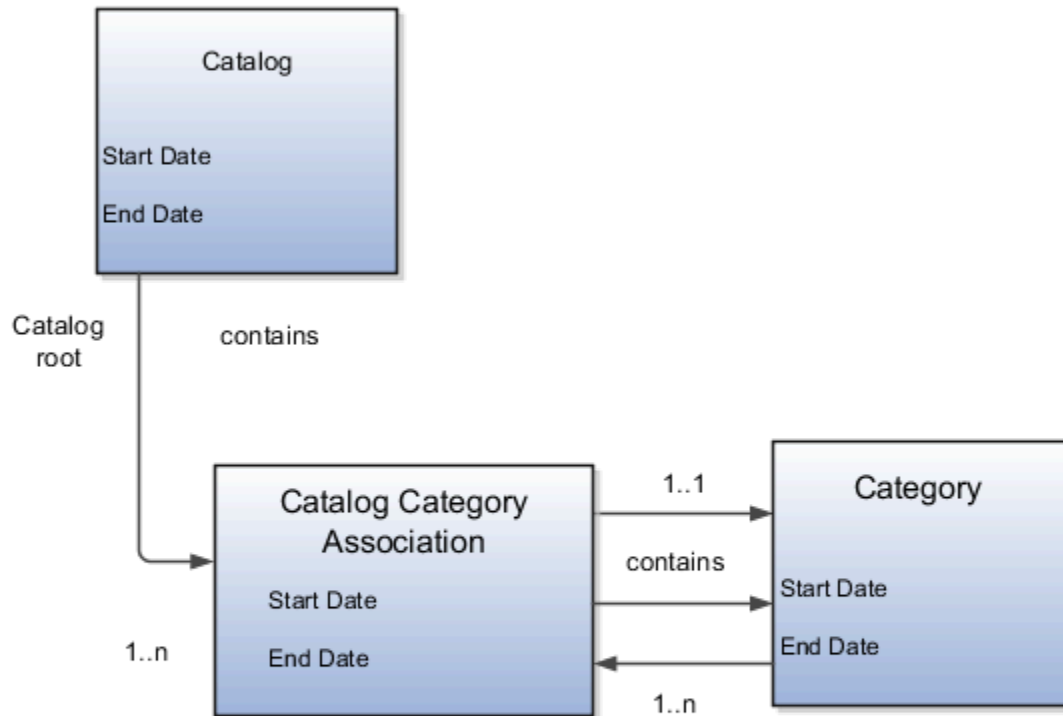 Catalog
Start Date
End Date
Catalog
root
contains
Catalog Category
Association
Start Date
End Date
1..n
1..1
contains
1..n
Category
Start Date
End Date